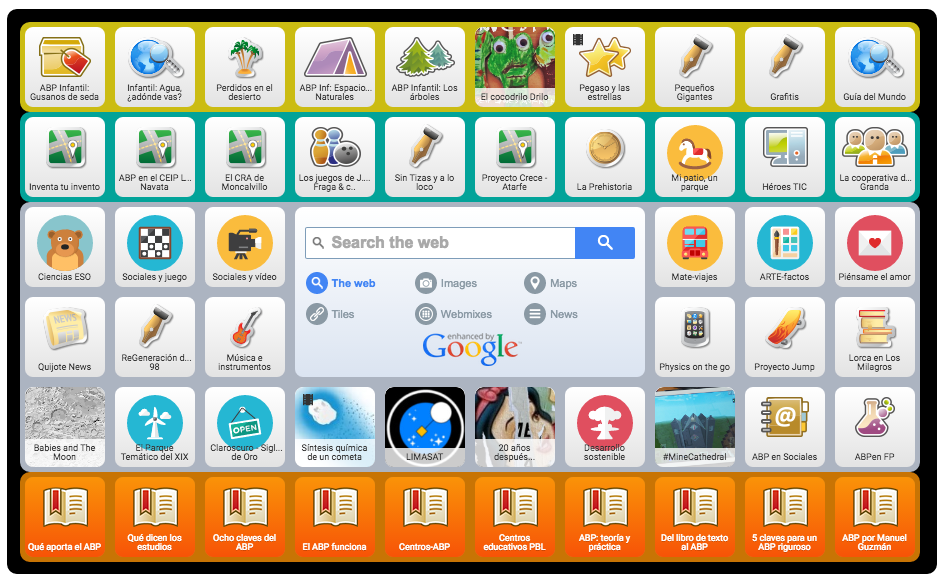 ABP Infantil:
Gusanos de seda
Infantil: Agua,
¿adónde vas?
Perdidos en el
desierto
ABP Inf: Espacio...
Naturales
ABP Infantil: Los
árboles
El cocodrilo Drilo
Pegaso y las
estrellas
Pequeños
Gigantes
Grafitis
Guía del Mundo
Inventa tu invento
ABP en el CEIP L...
Navata
El CRA de
Moncalvillo
Los juegos de J....
Fraga & c...
Sin Tizas y a lo
loco
Proyecto Crece -
Atarfe
La Prehistoria
Mi patio, un
parque
Héroes TIC
La cooperativa d...
Granda
Ciencias ESO
Sociales y juego
Sociales y vídeo
Search the web
The web
Images
Maps
Tiles
Webmixes
News
enhanced by
Google™
Mate-viajes
ARTE-factos
Piénsame el amor
NEWS
Quijote News
ReGeneración d...
98
Música e
instrumentos
Physics on the go
Proyecto Jump
Lorca en Los
Milagros
Babies and The
Moon
El Parque
Temático del XIX
OPEN
Claroscuro - Sigl...
de Oro
Síntesis química
de un cometa
LIMASAT
20 años
después...
Desarrollo
sostenible
#MineCathedral
@
ABP en Sociales
ABPen FP
Qué aporta el ABP
Qué dicen los
estudios
Ocho claves del
ABP
El ABP funciona
Centros-ABP
Centros
educativos PBL
ABP: teoría y
práctica
Del libro de texto
al ABP
5 claves para un
ABP riguroso
ABP por Manuel
Guzmán